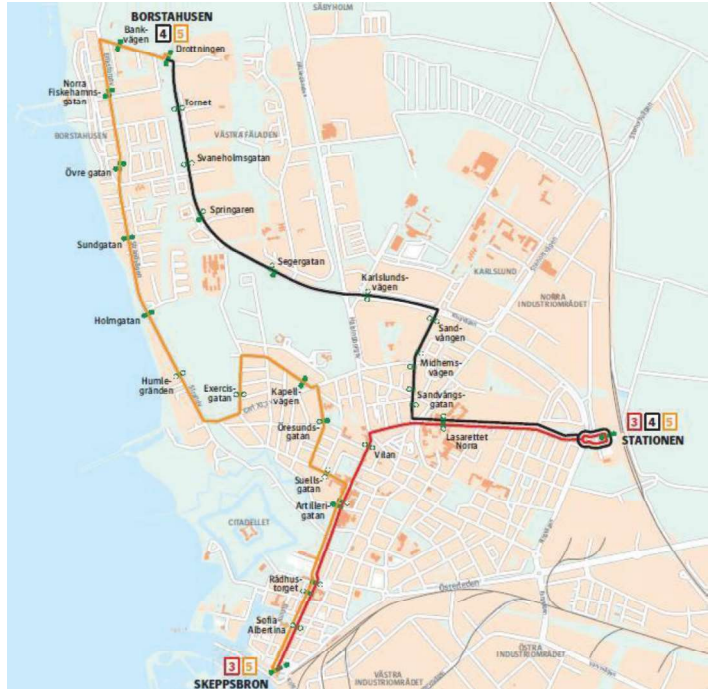 SÄBYHOLM
BORSTAHUSEN
4 5
Bank-
vägen
Drottningen
Norra
Fiskehamns-
gatan
Tornet
BORSTAHUSEN
VÄSTRA FÄLADEN
Svaneholmsgatan
Övre gatan
Springaren
Sundgatan
Segergatan
Karlslunds-
vägen
KARLSLUND
NORRA
INDUSTRIOMRÅDET
Holmgatan
Sand-
vången
Midhems-
vägen
Humle-
gränden
Exercis-
gatan
Kapell-
vägen
Sandvångs-
gatan
3 4 5
STATIONEN
Öresunds-
gatan
Lasarettet
Norra
Vilan
Suells-
gatan
Artilleri-
gatan
CITADELLET
Rådhus-
torget
Österleden
Sofia
Albertina
ÖSTRA
INDUSTRIOMRÅDET
3 5
SKEPPSBRON
VÄSTRA
INDUSTRIOMRÅDET